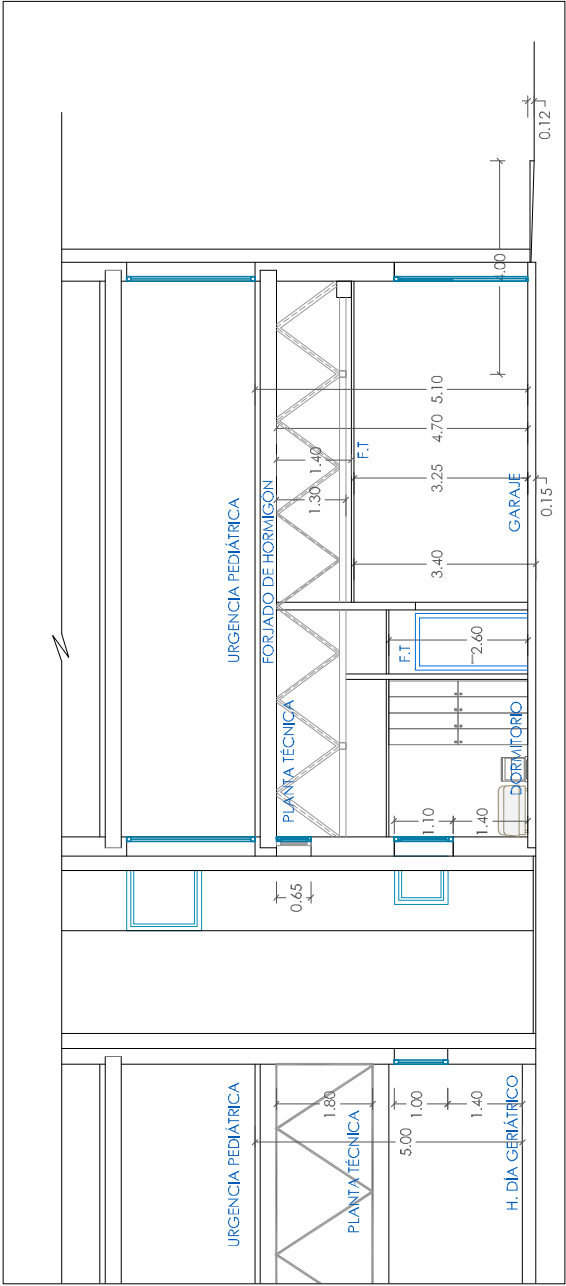 URGENCIA PEDIÁTRICA
1.80
PLANTA TÉCNICA
5.00
1.00
1.40
H. DÍA GERIÁTRICO
0.65
URGENCIA PEDIÁTRICA
FORJADO DE HORMIGÓN
PLANTA TÉCNICA
1.30
1.40
F.T
F.T
1.10
1.40
2.60
DORMITORIO
3.40
3.25
4.70
5.10
GARAJE
0.15
4.00
0.12